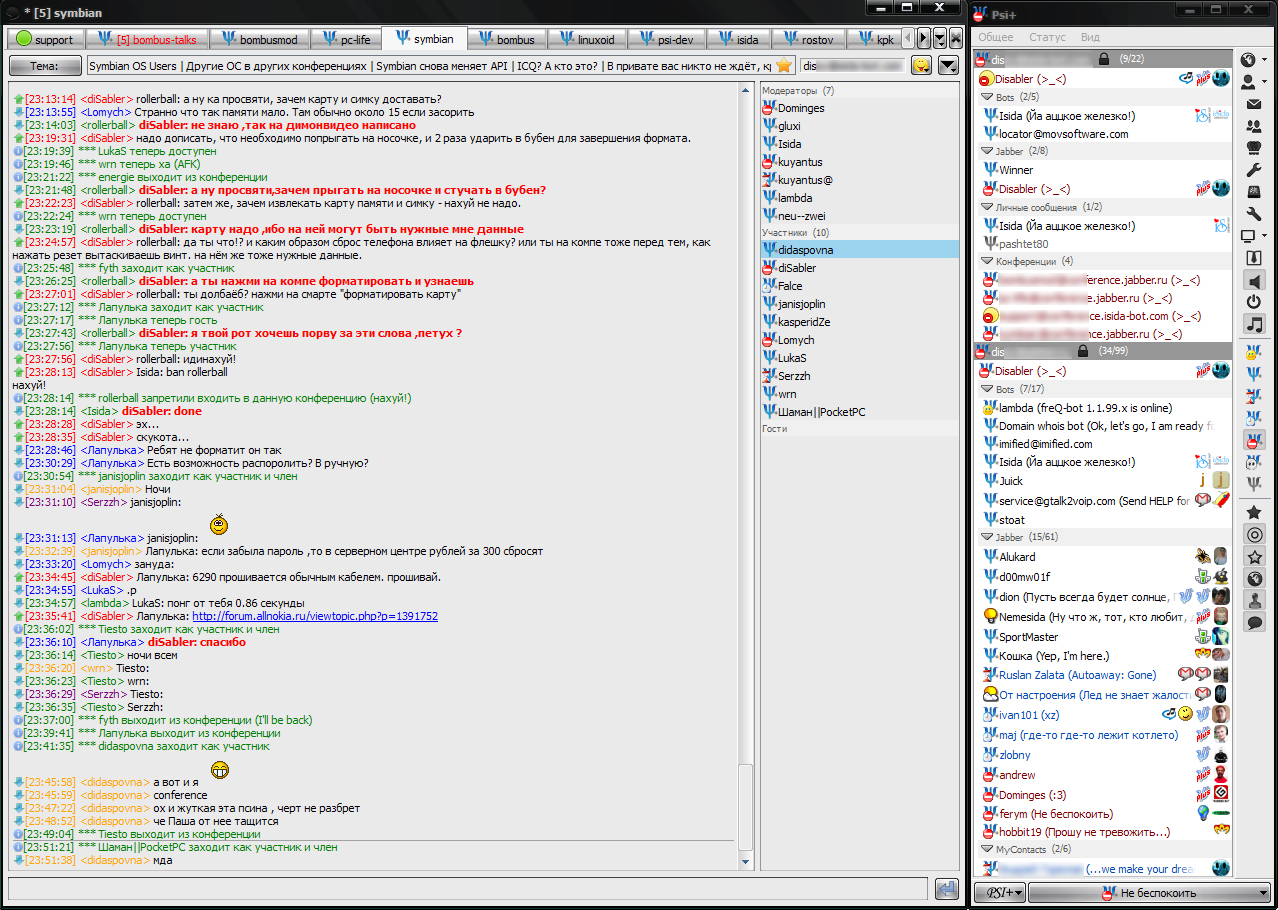 * [5] symbian
support
[5] bombus-talks
bombusmod
pc-life
symbian
bombus
linuxoid
psi-dev
isida
rostov
kpk
Тема:
Symbian OS Users | Другие ОС в других конференциях | Symbian снова меняет API | ICQ? А кто это? | В привате вас никто не ждёт, кр
dis
[23:13:14] <diSabler> rollerball: а ну ка просвяти, зачем карту и симку доставать?
[23:13:55] <Lomych> Странно что так памяти мало. Там обычно около 15 если засорить
[23:14:03] <rollerball> diSabler: не знаю ,так на димонвидео написано
[23:19:31] <diSabler> надо дописать, что необходимо попрыгать на носочке, и 2 раза ударить в бубен для завершения формата.
[23:19:39] *** LukaS теперь доступен
[23:19:46] *** wrn теперь xa (AFK)
[23:21:22] *** energie выходит из конференции
[23:21:48] <rollerball> diSabler: а ну просвяти,зачем прыгать на носочке и стучать в бубен?
[23:22:23] <diSabler> rollerball: затем же, зачем извлекать карту памяти и симку - нахуй не надо.
[23:22:24] *** wrn теперь доступен
[23:23:19] <rollerball> diSabler: карту надо ,ибо на ней могут быть нужные мне данные
[23:24:57] <diSabler> rollerball: да ты что!? и каким образом сброс телефона влияет на флешку? или ты на компе тоже перед тем, как
нажать резет вытаскиваешь винт. на нём же тоже нужные данные.
[23:25:48] *** fyth заходит как участник
[23:26:25] <rollerball> diSabler: а ты нажми на компе форматировать и узнаешь
[23:27:01] <diSabler> rollerball: ты долбаёб? нажми на смарте "форматировать карту"
[23:27:12] *** Лапулька заходит как участник
[23:27:17] *** Лапулька теперь гость
[23:27:43] <rollerball> diSabler: я твой рот хочешь порву за эти слова ,петух ?
[23:27:56] *** Лапулька теперь участник
[23:27:56] <diSabler> rollerball: идинахуй!
[23:28:13] <diSabler> Isida: ban rollerball
нахуй!
[23:28:14] *** rollerball запретили входить в данную конференцию (нахуй!)
[23:28:14] <Isida> diSabler: done
[23:28:28] <diSabler> эх...
[23:28:35] <diSabler> скукота...
[23:28:46] <Лапулька> Ребят не форматит он так
[23:30:29] <Лапулька> Есть возможность распоролить? В ручную?
[23:30:54] *** janisjoplin заходит как участник и член
[23:31:04] <janisjoplin> Ночи
[23:31:10] <Serzzh> janisjoplin:
[23:31:13] <Лапулька> janisjoplin:
[23:32:39] <janisjoplin> Лапулька: если забыла пароль ,то в серверном центре рублей за 300 сбросят
[23:33:20] <Lomych> зануда:
[23:34:45] <diSabler> Лапулька: 6290 прошивается обычным кабелем. прошивай.
[23:34:55] <LukaS> .р
[23:34:57] <lambda> LukaS: понг от тебя 0.86 секунды
[23:35:41] <diSabler> Лапулька: http://forum.allnokia.ru/viewtopic.php?p=1391752
[23:36:02] *** Tiesto заходит как участник и член
[23:36:10] <Лапулька> diSabler: спасибо
[23:36:14] <Tiesto> ночи всем
[23:36:20] <wrn> Tiesto:
[23:36:23] <Tiesto> wrn:
[23:36:29] <Serzzh> Tiesto:
[23:36:35] <Tiesto> Serzzh:
[23:37:00] *** fyth выходит из конференции (I'll be back)
[23:39:41] *** Лапулька выходит из конференции
[23:41:35] *** didaspovna заходит как участник
[23:45:58] <didaspovna> а вот и я
[23:45:59] <didaspovna> conference
[23:47:22] <didaspovna> ох и жуткая эта псина , черт не разбрет
[23:48:52] <didaspovna> че Паша от нее тащится
[23:49:04] *** Tiesto выходит из конференции
[23:51:21] *** Шаман||PocketPC заходит как участник и член
[23:51:38] <didaspovna> мда
Модераторы (7)
Dominges
gluxi
Isida
kuyantus
kuyantus@
lambda
neu--zwei
Участники (10)
didaspovna
diSabler
Falce
janisjoplin
kasperidZe
Lomych
LukaS
Serzzh
wrn
Шаман||PocketPC
Гости
Psi+
Общее Статус Вид
dis (9/22)
Disabler (>_<)
Bots (2/5)
Isida (Йа аццкое железко!)
locator@movsoftware.com
Jabber (2/8)
Winner
Disabler (>_<)
Личные сообщения (1/2)
Isida (Йа аццкое железко!)
pashtet80
Конференции (4)
ference.jabber.ru (>_<)
e.jabber.ru (>_<)
ce.isida-bot.com (>_<)
nce.jabber.ru (>_<)
dis (34/99)
Disabler (>_<)
Bots (7/17)
lambda (freQ-bot 1.1.99.x is online)
Domain whois bot (Ok, let's go, I am ready fo
imified@imified.com
Isida (Йа аццкое железко!)
Juick
service@gtalk2voip.com (Send HELP for
stoat
Jabber (15/61)
Alukard
d00mw01f
dion (Пусть всегда будет солнце,
Nemesida (Ну что ж, тот, кто любит, д
SportMaster
Кошка (Yep, I'm here.)
Ruslan Zalata (Autoaway: Gone)
От настроения (Лед не знает жалост
ivan101 (xz)
maj (где-то где-то лежит котлето)
zlobny
andrew
Dominges (:3)
ferym (Не беспокоить)
hobbit19 (Прошу не тревожить...)
MyContacts (2/6)
(...we make your drea
PSI+
Не беспокоить